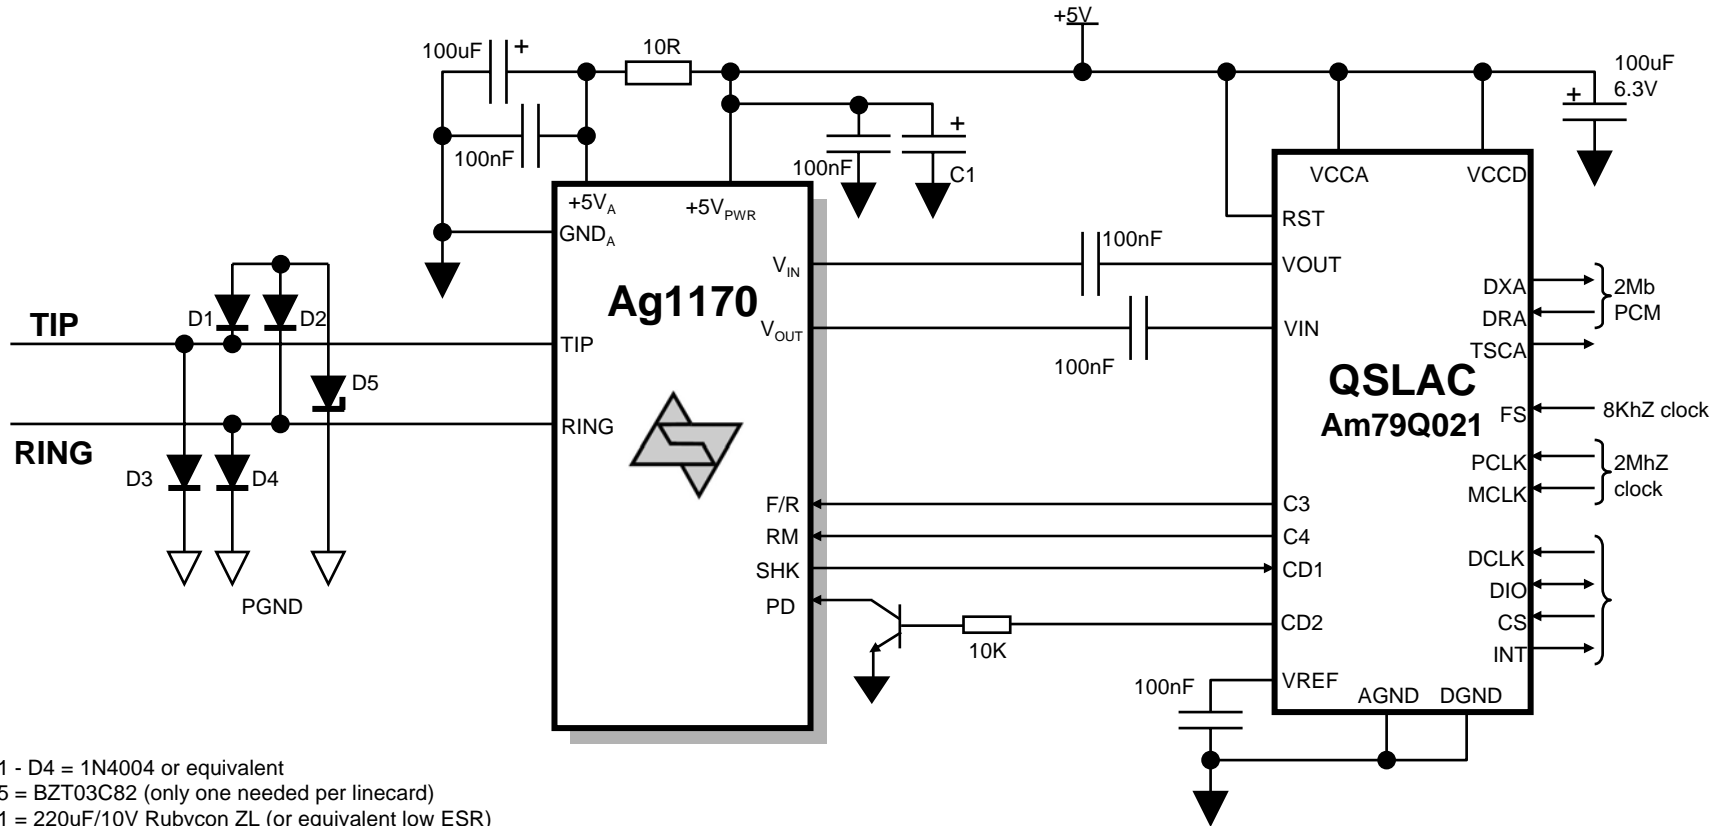 +5V
100uF
+
10R
100uF
6.3V
+
100nF
+
100nF
C1
+5VA
+5VPWR
GNDA
VCCA
VCCD
RST
100nF
VIN
VOUT
Ag1170
DXA
2Mb
PCM
D1
D2
TIP
TIP
VOUT
VIN
DRA
TSCA
100nF
D5
QSLAC
Am79Q021
FS
8KhZ clock
RING
RING
D3
D4
PCLK
2MhZ
MCLK
clock
F/R
C3
RM
C4
SHK
CD1
DCLK
PD
CD2
DIO
CS
INT
PGND
10K
100nF
VREF
AGND
DGND
1 - D4 = 1N4004 or equivalent
5 = BZT03C82 (only one needed per linecard)
1 = 220uF/10V Rubycon ZL (or equivalent low ESR)